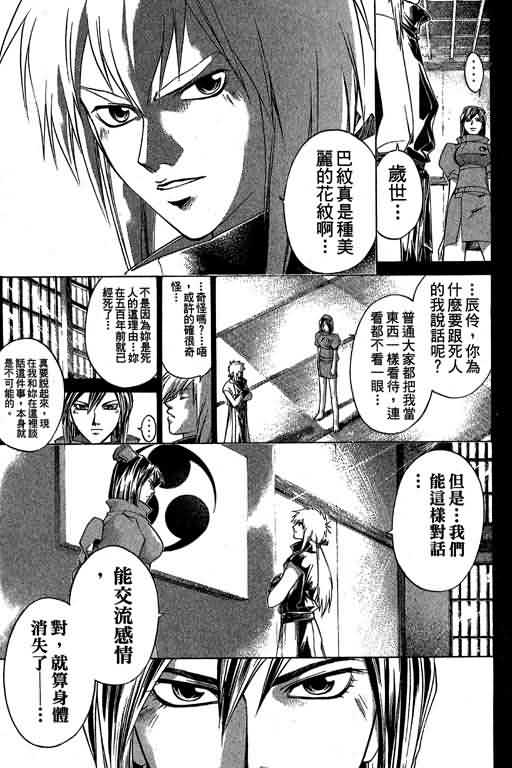 …
歲世…
巴紋真是種美
麗的花紋啊…
…辰伶，你為
什麼要跟死人
的我說話呢？
普通大家都把我當
東西一樣看待，連
看都不看一眼…
…奇怪嗎？…唔
，或許的確很奇
怪…
不是因為妳是死
人的這理由…妳
在五百年前就已
經死了…
…
真要說起來，現
在我和妳在這裡談
話這件事，本身就
是不可能的。
但是…我們
能這樣對話
，
能交流感情
對，就算身體
消失了——…